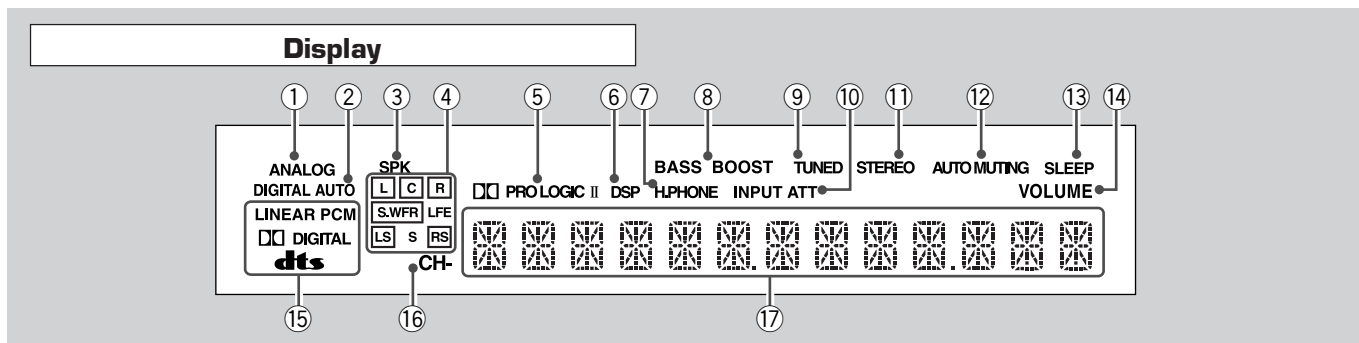 Display
① ② ③ ④ ⑤ ⑥ ⑦ ⑧ ⑨ ⑩ ⑪ ⑫ ⑬ ⑭
ANALOG SPK BASS BOOST TUNED STEREO AUTO MUTING SLEEP
DIGITAL AUTO L C R PRO LOGIC II DSP H.PHONE INPUT ATT VOLUME
LINEAR PCM S.WFR LFE
DIGITAL LS S RS
dts CH-
⑮ ⑯ ⑰